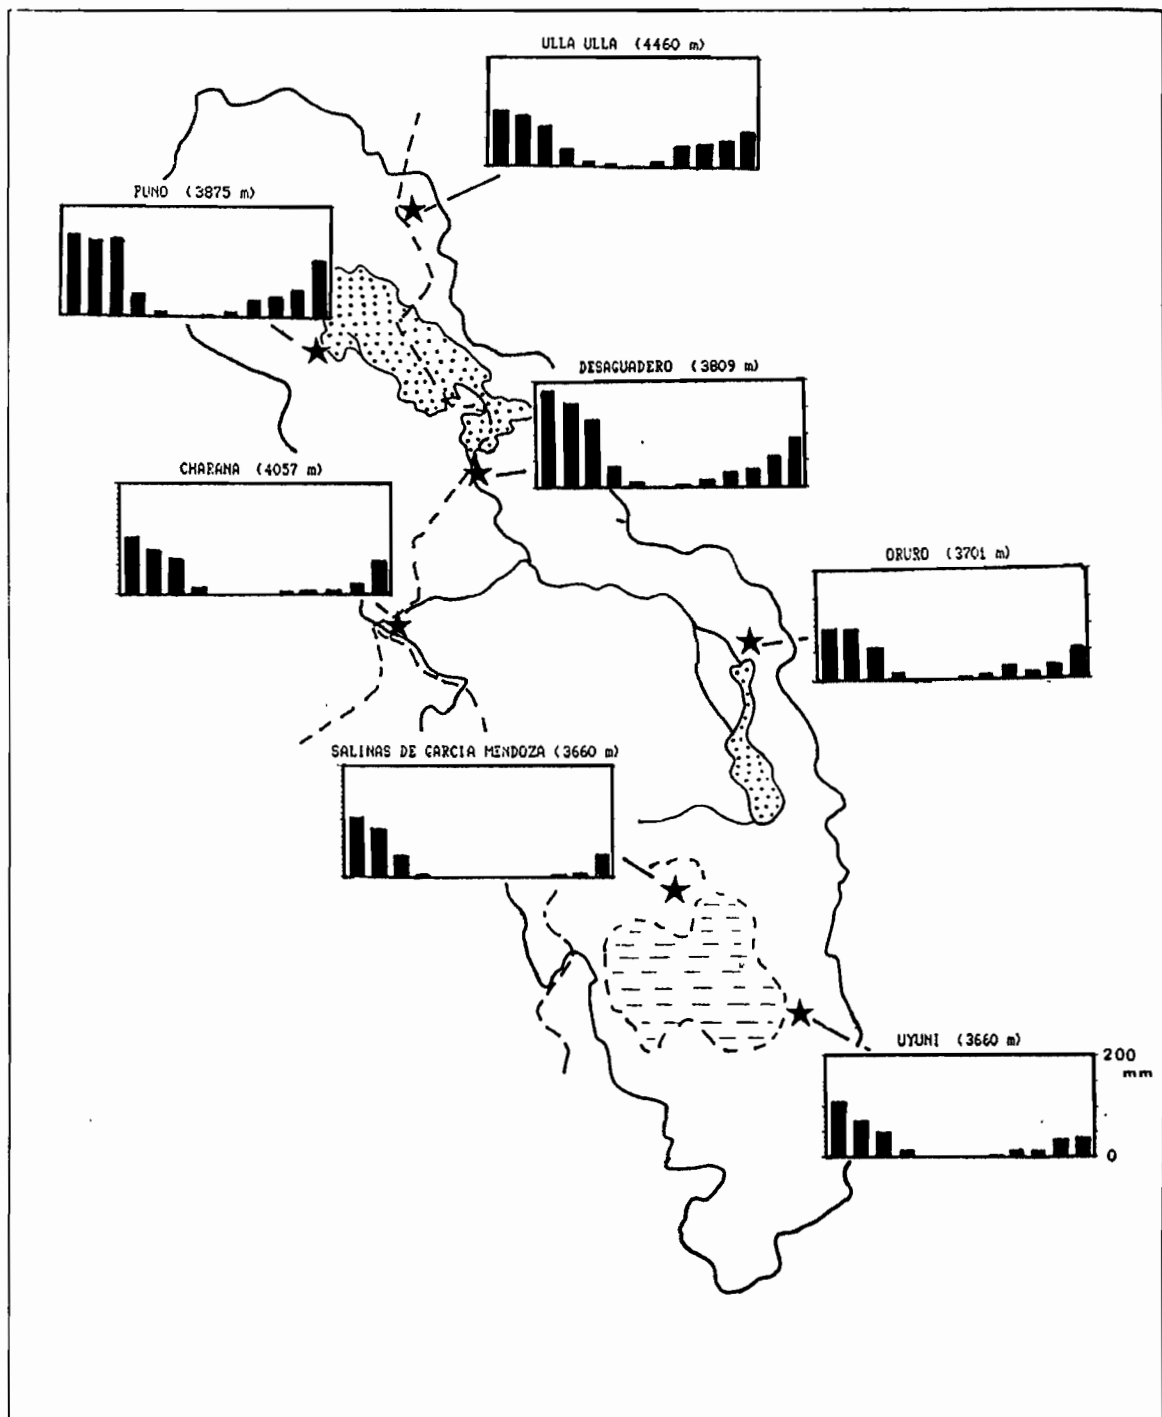 ULLA ULLA (4460 m)
PUNO (3875 m)
DESAGUADERO (3809 m)
CHARANA (4057 m)
ORURO (3701 m)
SALINAS DE GARCIA MENDOZA (3660 m)
UYUNI (3660 m)
200
mm
0